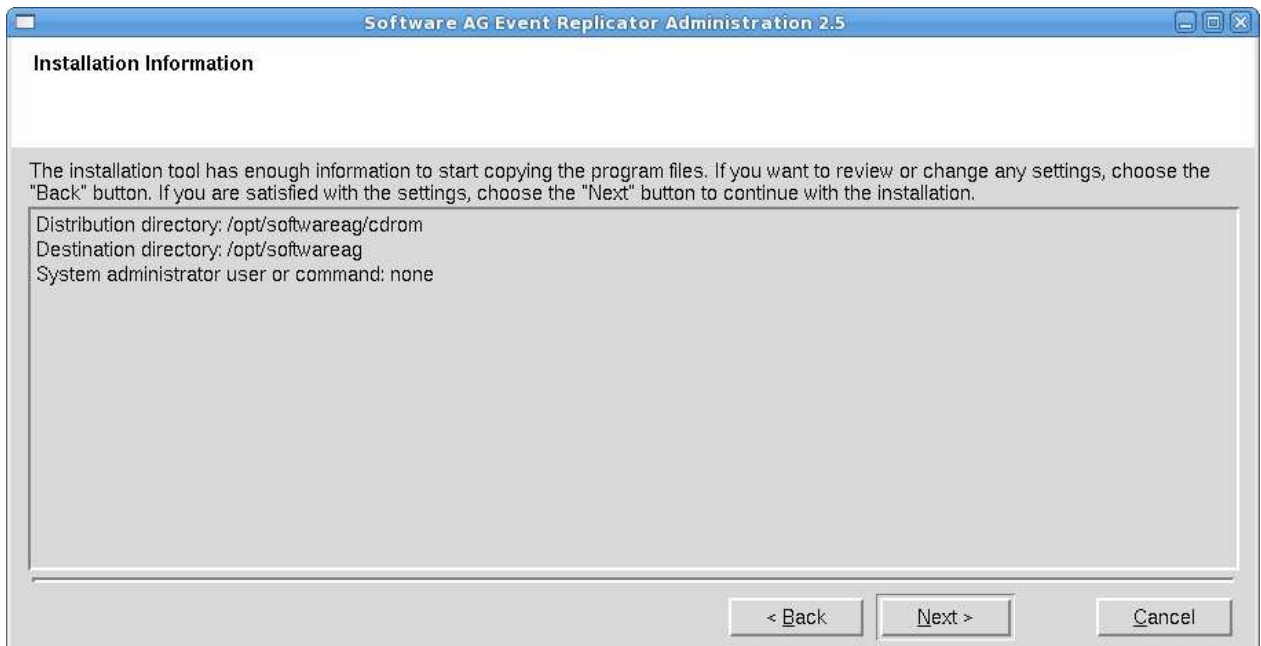 Software AG Event Replicator Administration 2.5
Installation Information
The installation tool has enough information to start copying the program files. If you want to review or change any settings, choose the
"Back" button. If you are satisfied with the settings, choose the "Next" button to continue with the installation.
Distribution directory: /opt/softwareag/cdrom
Destination directory: /opt/softwareag
System administrator user or command: none
< Back Next > Cancel